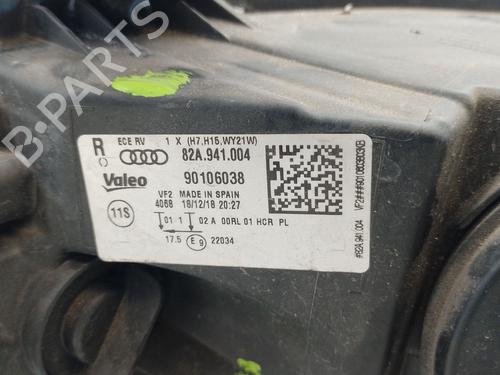 ECE RV 1 X (H7,H15,WY21W)
R
82A.941.004
Valeo 90106038
VF2 MADE IN SPAIN
4068 18/12/18 20:27
11S
01 1 02 A 00RL 01 HCR PL
17.5 E9 22034
#82A.941.004
B-PARTS